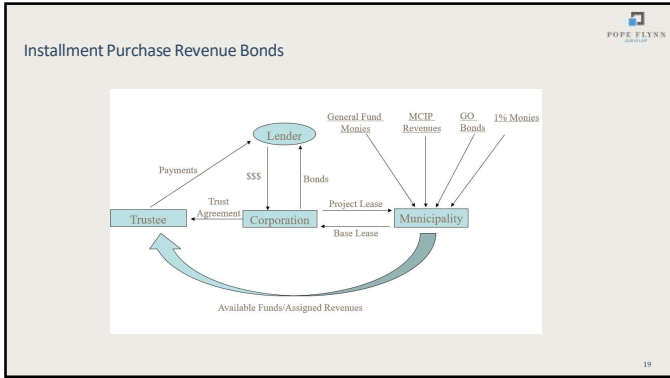 POPE FLYNN
Installment Purchase Revenue Bonds
General Fund
Monies
MCIP
Revenues
GO
Bonds
1% Monies
Lender
Payments
$$$
Bonds
Trust
Agreement
Project Lease
Trustee
Corporation
Municipality
Base Lease
Available Funds/Assigned Revenues
19